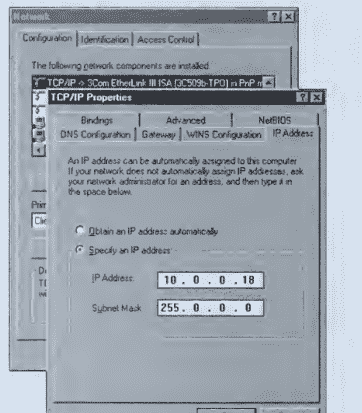 Network
Configuration Identification Access Control
The following network components are installed:
TCP/IP -> 3Com EtherLink III ISA (3C509b-TPO) in PnP
TCP/IP Properties
Bindings Advanced NetBIOS
DNS Configuration Gateway WINS Configuration IP Address
An IP address can be automatically assigned to this computer.
If your network does not automatically assign IP addresses, ask
your network administrator for an address, and then type it in
the space below.
Obtain an IP address automatically
Specify an IP address:
IP Address: 10 . 0 . 0 . 18
Subnet Mask: 255 . 0 . 0 . 0